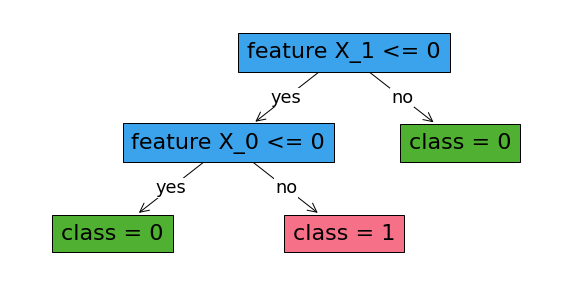 feature X_1 <= 0
yes
no
feature X_0 <= 0
class = 0
yes
no
class = 0
class = 1